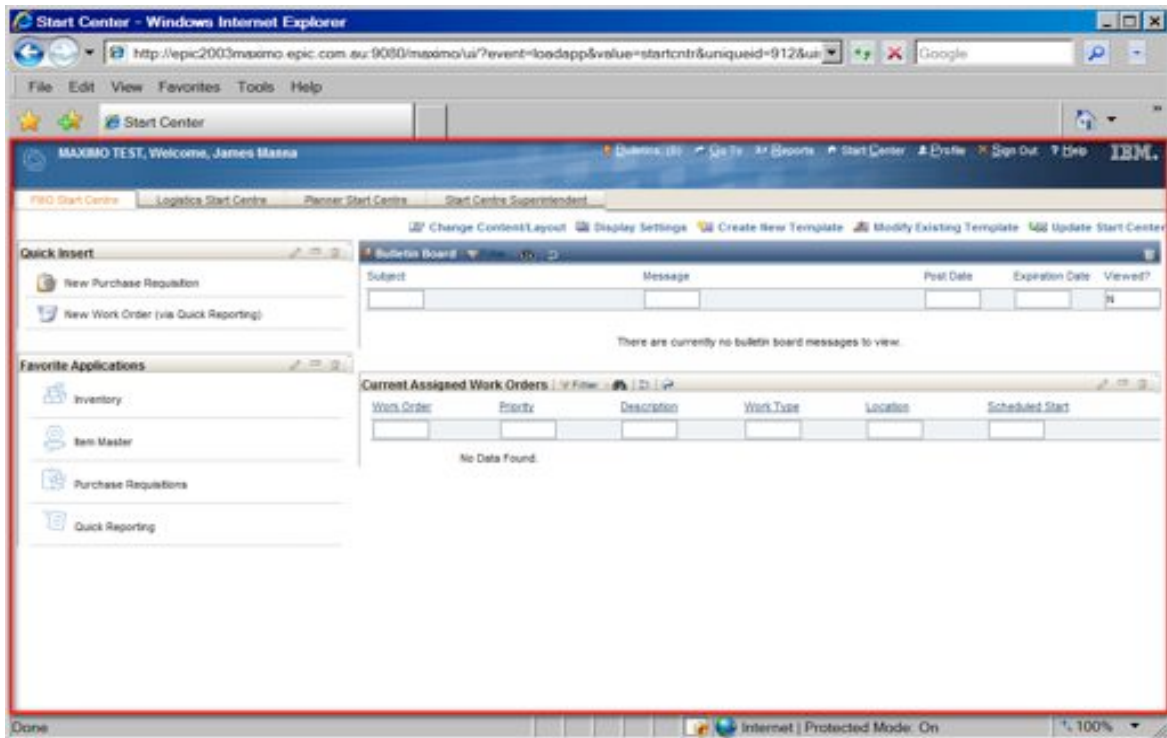 Start Center - Windows Internet Explorer
http://epic2003maximo.epic.com.au:9080/maximo/ui/?event=loadapp&value=startcntr&uniqueid=912&ui
Google
File Edit View Favorites Tools Help
Start Center
MAXIMO TEST, Welcome, James Manna
Bulletins: (0) Go To Reports Start Center Profile Sign Out Help IBM.
Start Centre Logistics Start Centre Planner Start Centre Start Centre Superintendent
Change Content/Layout Display Settings Create New Template Modify Existing Template Update Start Center
Quick Insert
New Purchase Requisition
New Work Order (via Quick Reporting)
Favorite Applications
Inventory
Item Master
Purchase Requisitions
Quick Reporting
Bulletin Board Filter
Subject Message Post Date Expiration Date Viewed?
N
There are currently no bulletin board messages to view.
Current Assigned Work Orders Filter
Work Order Priority Description Work Type Location Scheduled Start
No Data Found.
Done Internet | Protected Mode: On 100%